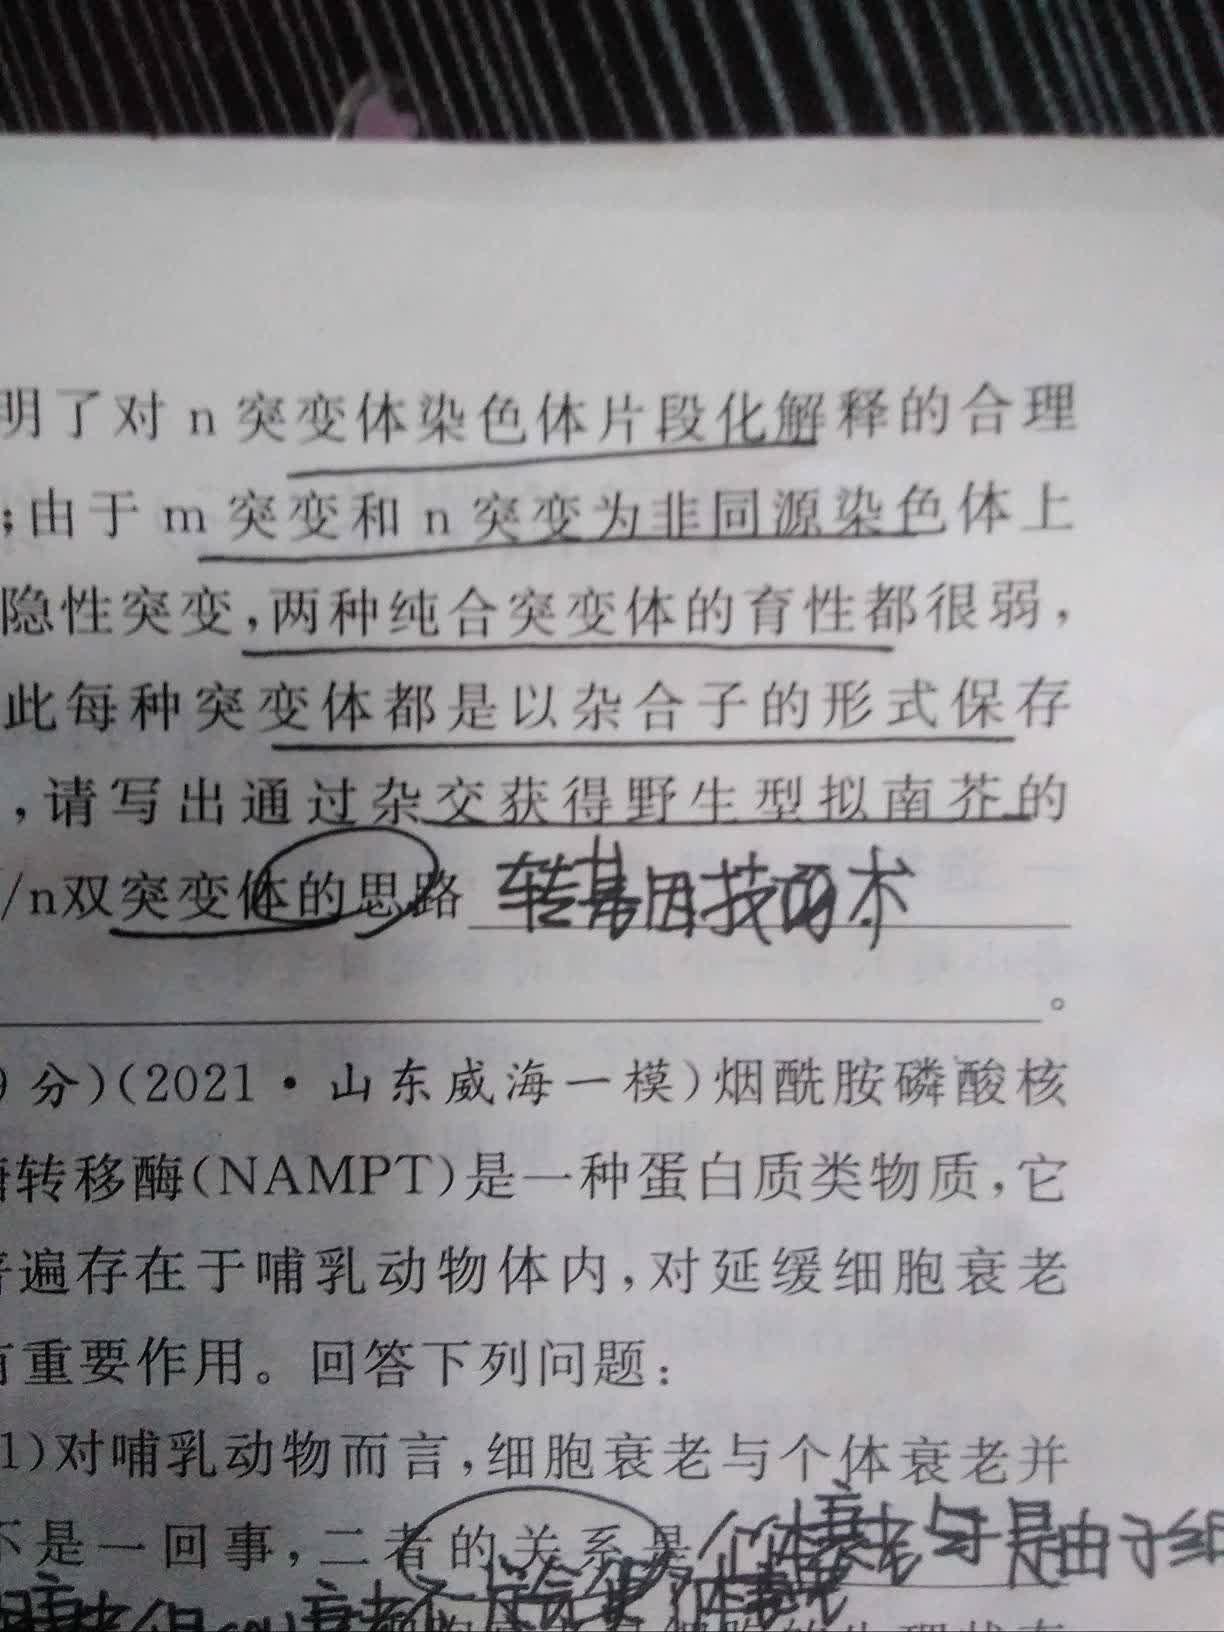 明了对 n 突变体染色体片段化解释的合理
;由于 m 突变和 n 突变为非同源染色体上
隐性突变,两种纯合突变体的育性都很弱,
此每种突变体都是以杂合子的形式保存
,请写出通过杂交获得野生型拟南芥的
/n双突变体的思路 转基因技术
。
9 分)(2021·山东威海一模)烟酰胺磷酸核
糖转移酶(NAMPT)是一种蛋白质类物质,它
普遍存在于哺乳动物体内,对延缓细胞衰老
有重要作用。回答下列问题:
1)对哺乳动物而言,细胞衰老与个体衰老并
不是一回事,二者的关系是 个体衰老 是由于细